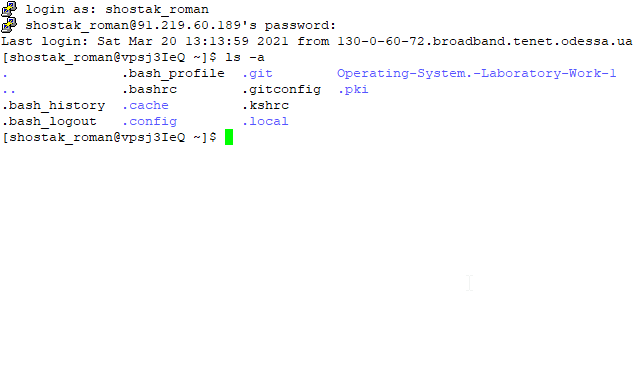 login as: shostak_roman
shostak_roman@91.219.60.189's password:
Last login: Sat Mar 20 13:13:59 2021 from 130-0-60-72.broadband.tenet.odessa.ua
[shostak_roman@vpsj3IeQ ~]$ ls -a
. .bash_profile .git Operating-System.-Laboratory-Work-1
.. .bashrc .gitconfig .pki
.bash_history .cache .kshrc
.bash_logout .config .local
[shostak_roman@vpsj3IeQ ~]$